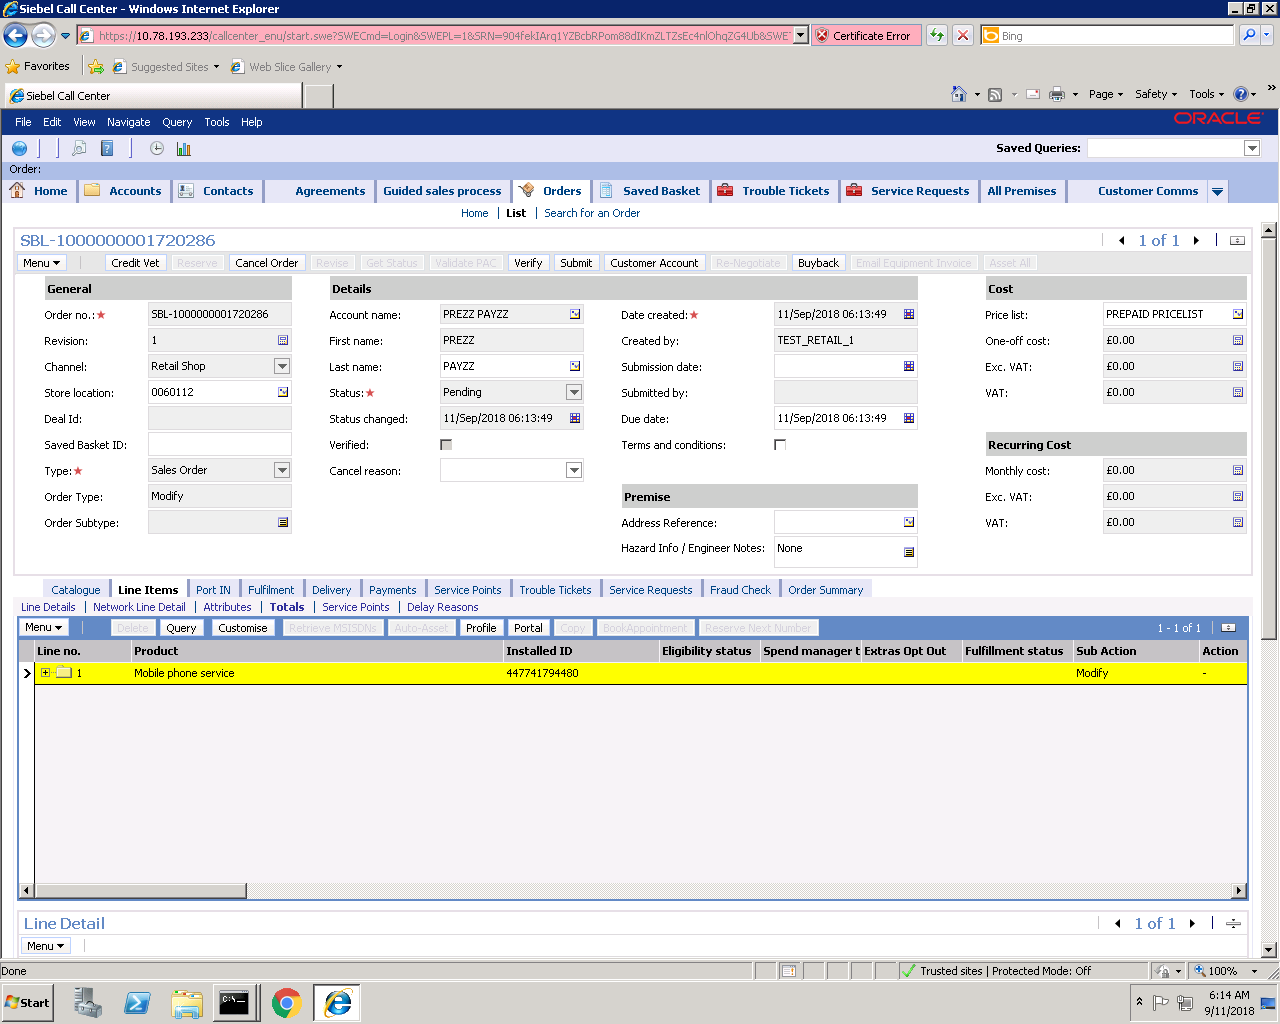 Siebel Call Center - Windows Internet Explorer
https://10.78.193.233/callcenter_enu/start.swe?SWECmd=Login&SWEPL=1&SRN=
Certificate Error
Bing
Favorites
Suggested Sites
Web Slice Gallery
Siebel Call Center
Page
Safety
Tools
»
File Edit View Navigate Query Tools Help
ORACLE
Saved Queries:
Order:
Home Accounts Contacts Agreements Guided sales process Orders Saved Basket Trouble Tickets Service Requests All Premises Customer Comms
Home | List | Search for an Order
SBL-1000000001720286
1 of 1
Menu Credit Vet Reserve Cancel Order Revise Get Status Validate PAC Verify Submit Customer Account Re-Negotiate Buyback Email Equipment Invoice Asset All
General Details Cost
Order no.:★ SBL-1000000001720286 Account name: PREZZ PAYZZ Date created:★ 11/Sep/2018 06:13:49 Price list: PREPAID PRICELIST
Revision: 1 First name: PREZZ Created by: TEST_RETAIL_1 One-off cost: £0.00
Channel: Retail Shop Last name: PAYZZ Submission date: Exc. VAT: £0.00
Store location: 0060112 Status:★ Pending Submitted by: VAT: £0.00
Deal Id: Status changed: 11/Sep/2018 06:13:49 Due date: 11/Sep/2018 06:13:49
Saved Basket ID: Verified: Terms and conditions: Recurring Cost
Type:★ Sales Order Cancel reason: Monthly cost: £0.00
Order Type: Modify Premise Exc. VAT: £0.00
Order Subtype: Address Reference: VAT: £0.00
Hazard Info / Engineer Notes: None
Catalogue Line Items Port IN Fulfilment Delivery Payments Service Points Trouble Tickets Service Requests Fraud Check Order Summary
Line Details | Network Line Detail | Attributes | Totals | Service Points | Delay Reasons
Menu Delete Query Customise Retrieve MSISDNs Auto-Asset Profile Portal Copy BookAppointment Reserve Next Number 1 - 1 of 1
Line no. Product Installed ID Eligibility status Spend manager t Extras Opt Out Fulfillment status Sub Action Action
1 Mobile phone service 447741794480 Modify -
Line Detail 1 of 1
Menu
Done Trusted sites | Protected Mode: Off 100%
Start
C:\
6:14 AM
9/11/2018